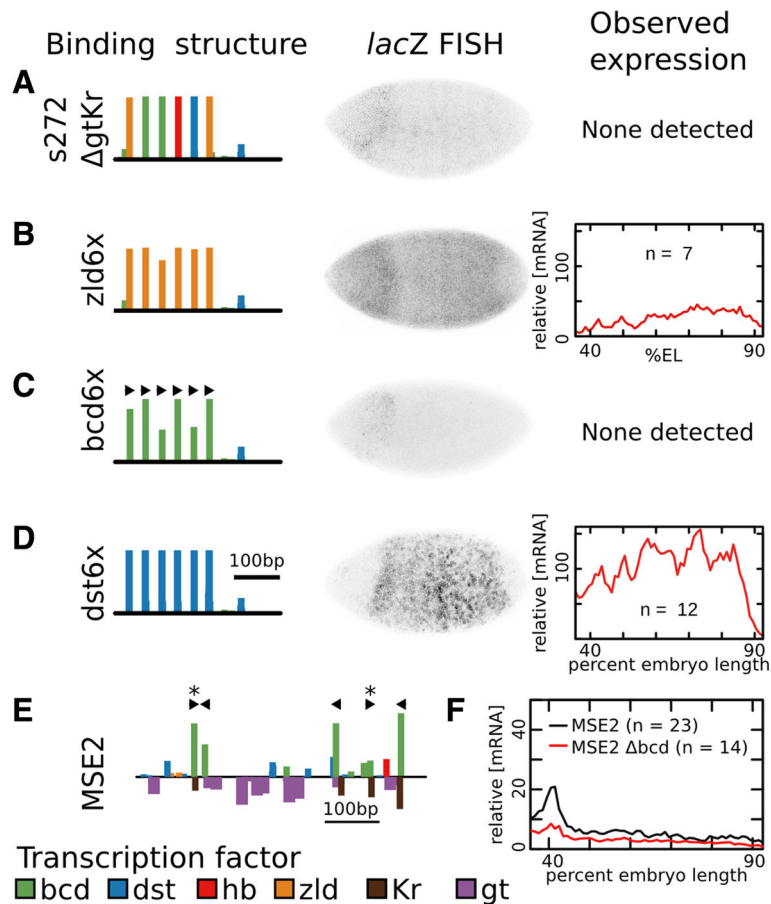 Binding structure
lacZ FISH
Observed
expression
A
s272
ΔgtKr
None detected
B
zld6x
relative [mRNA]
100
0
n = 7
40
90
%EL
C
bcd6x
None detected
D
dst6x
100bp
relative [mRNA]
100
n = 12
40
90
percent embryo length
E
MSE2
*
*
100bp
F
relative [mRNA]
40
20
0
MSE2 (n = 23)
MSE2 Δbcd (n = 14)
40
90
percent embryo length
Transcription factor
bcd dst hb zld Kr gt